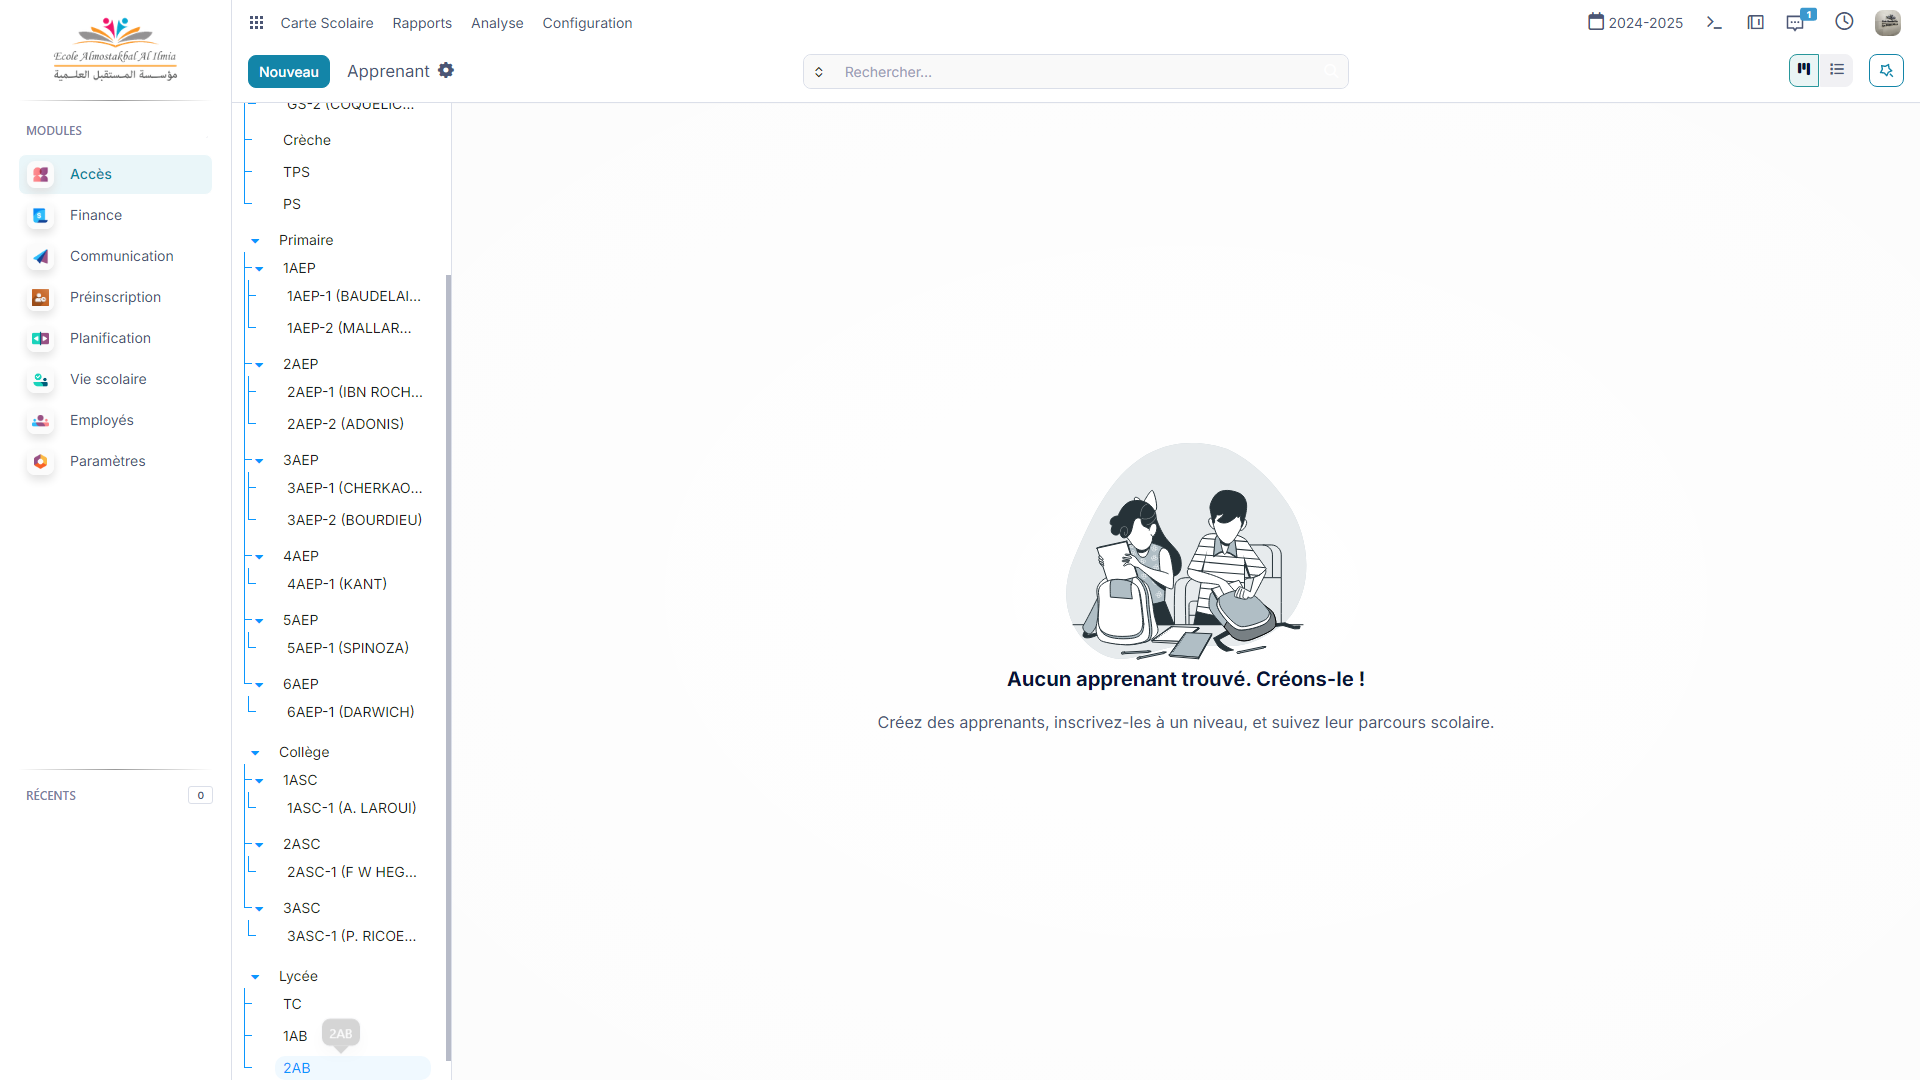 Ecole Almostakbal Al Ilmia
مؤسسة المستقبل العلمية
MODULES
Accès
Finance
Communication
Préinscription
Planification
Vie scolaire
Employés
Paramètres
RÉCENTS 0
Carte Scolaire Rapports Analyse Configuration
2024-2025 1
Nouveau Apprenant
Rechercher...
GS-2 (COQUELIC...
Crèche
TPS
PS
Primaire
1AEP
1AEP-1 (BAUDELAI...
1AEP-2 (MALLAR...
2AEP
2AEP-1 (IBN ROCH...
2AEP-2 (ADONIS)
3AEP
3AEP-1 (CHERKAO...
3AEP-2 (BOURDIEU)
4AEP
4AEP-1 (KANT)
5AEP
5AEP-1 (SPINOZA)
6AEP
6AEP-1 (DARWICH)
Collège
1ASC
1ASC-1 (A. LAROUI)
2ASC
2ASC-1 (F W HEG...
3ASC
3ASC-1 (P. RICOE...
Lycée
TC
1AB
2AB
2AB
Aucun apprenant trouvé. Créons-le !
Créez des apprenants, inscrivez-les à un niveau, et suivez leur parcours scolaire.